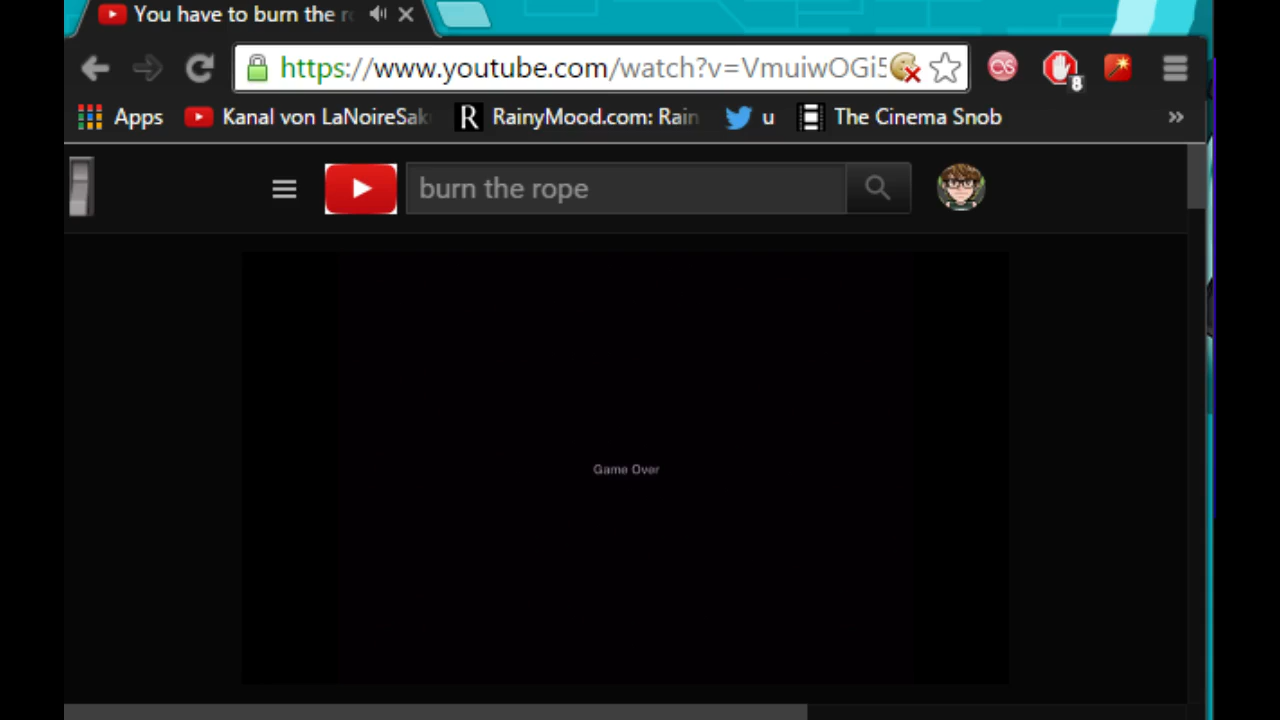 You have to burn the r
https://www.youtube.com/watch?v=VmuiwOGi5
8
Apps Kanal von LaNoireSak R RainyMood.com: Rain u The Cinema Snob »
burn the rope
Game Over